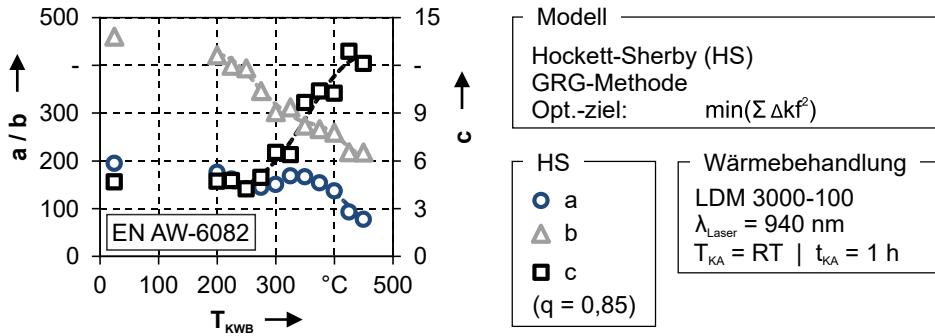 500
-
300
200
100
0
a / b
15
-
9
6
3
0
c
EN AW-6082
0 100 200 300 °C 500
T_KWB
Modell
Hockett-Sherby (HS)
GRG-Methode
Opt.-ziel: min(Σ Δkf²)
HS
a
b
c
(q = 0,85)
Wärmebehandlung
LDM 3000-100
λ_Laser = 940 nm
T_KA = RT | t_KA = 1 h